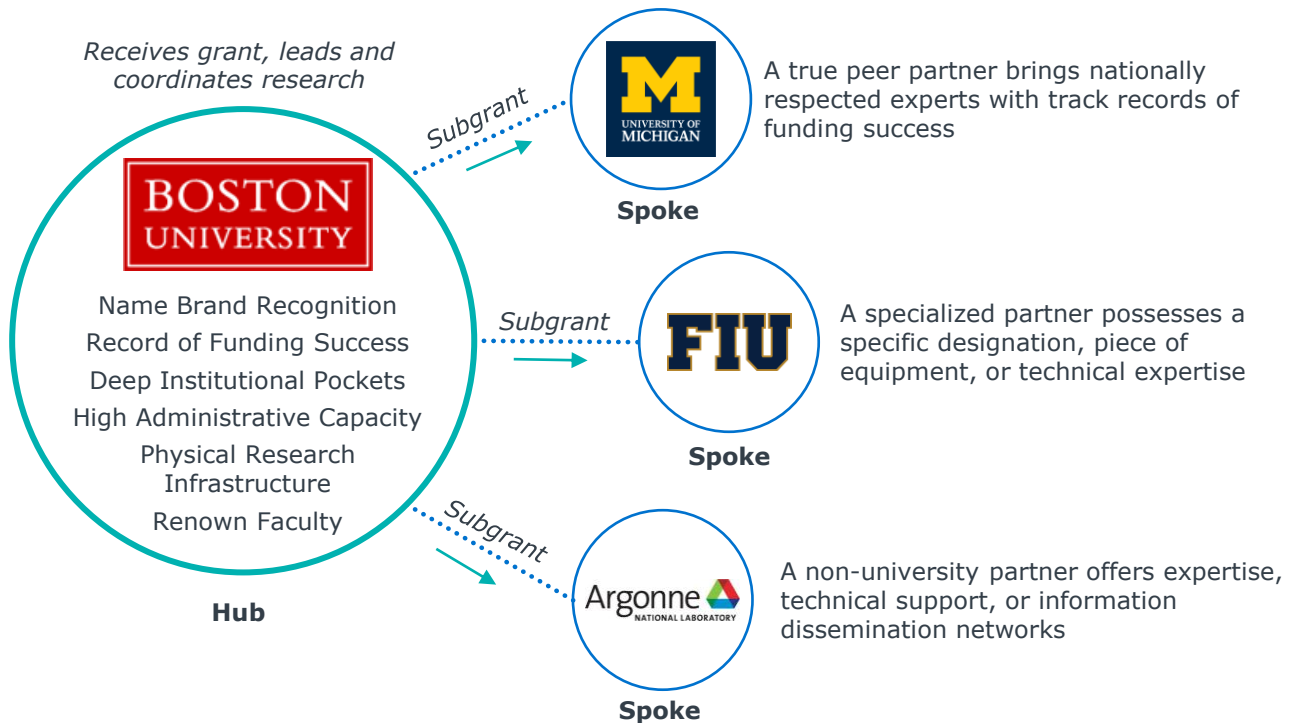 Receives grant, leads and
coordinates research
BOSTON
UNIVERSITY
Name Brand Recognition
Record of Funding Success
Deep Institutional Pockets
High Administrative Capacity
Physical Research
Infrastructure
Renown Faculty
Hub
Subgrant
M
UNIVERSITY OF
MICHIGAN
Spoke
A true peer partner brings nationally
respected experts with track records of
funding success
Subgrant
FIU
Spoke
A specialized partner possesses a
specific designation, piece of
equipment, or technical expertise
Subgrant
Argonne
NATIONAL LABORATORY
Spoke
A non-university partner offers expertise,
technical support, or information
dissemination networks